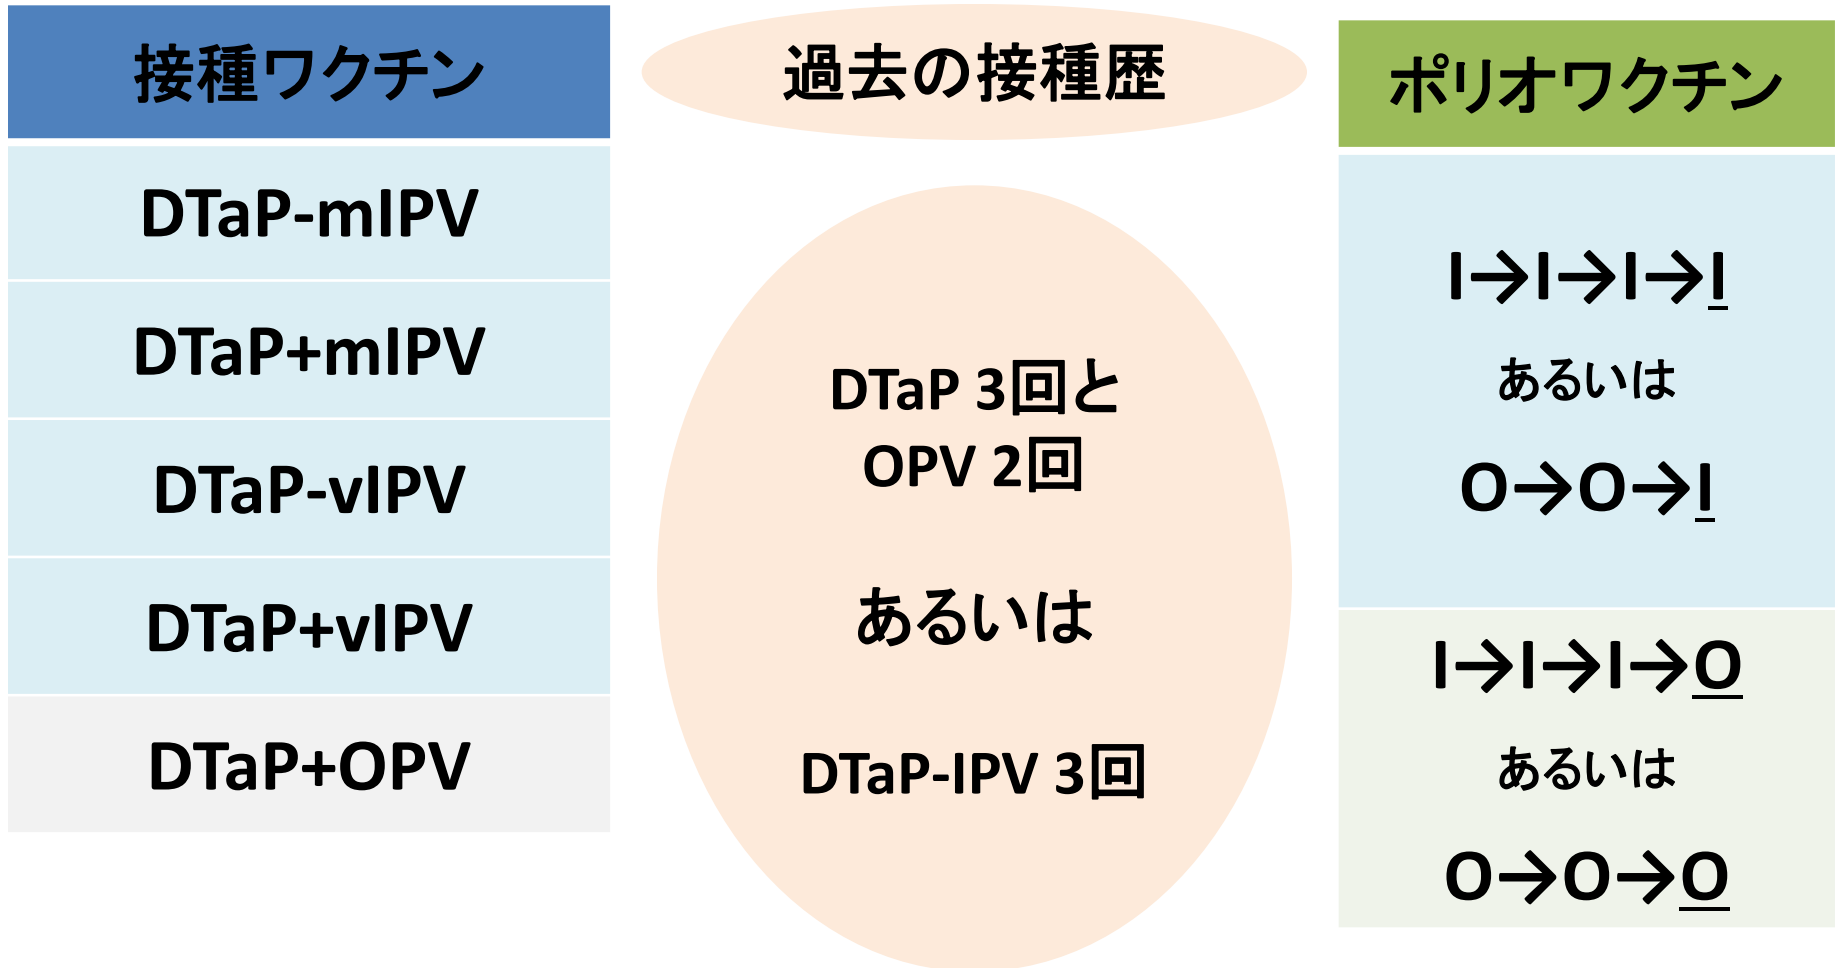 接種ワクチン
DTaP-mIPV
DTaP+mIPV
DTaP-vIPV
DTaP+vIPV
DTaP+OPV
過去の接種歴
DTaP 3回と
OPV 2回
あるいは
DTaP-IPV 3回
ポリオワクチン
I→I→I→I
あるいは
O→O→I
I→I→I→O
あるいは
O→O→O